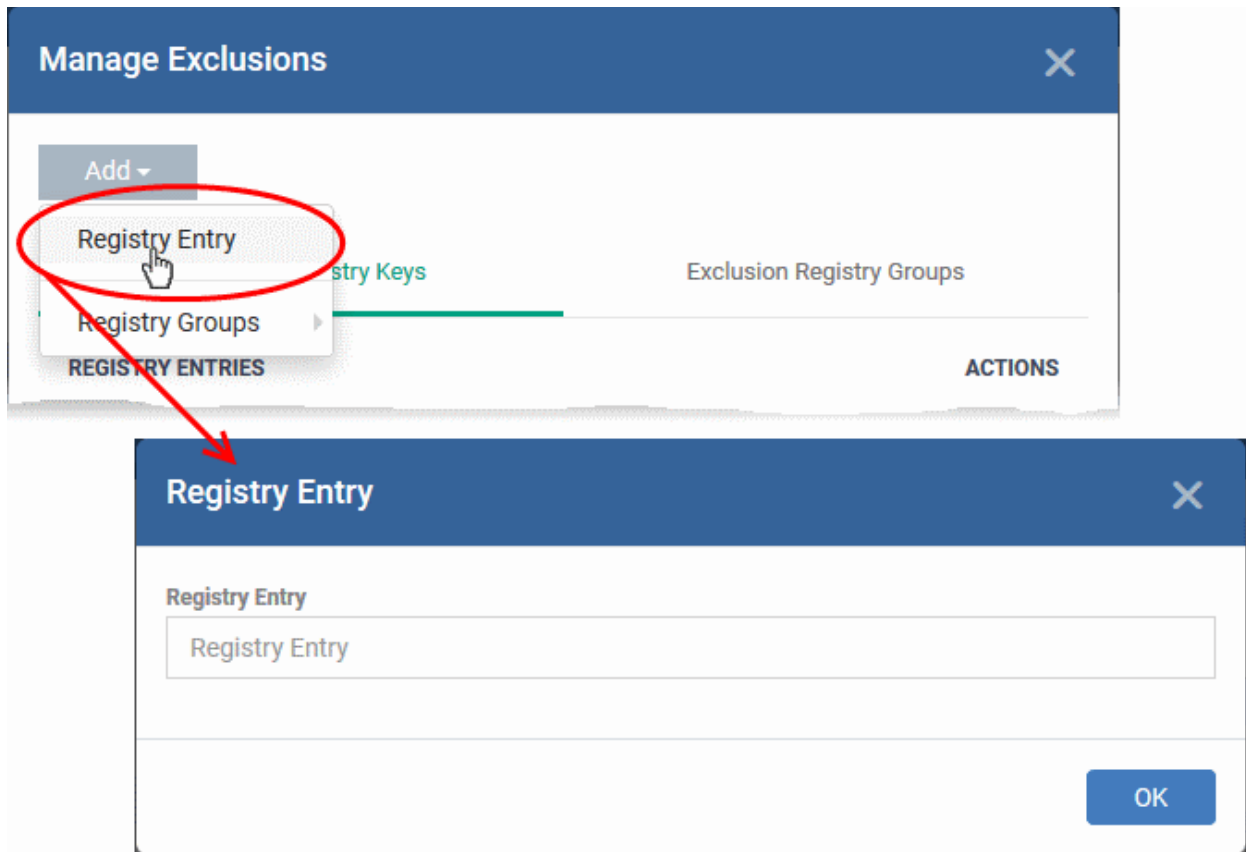 Manage Exclusions
Add
Registry Entry
stry Keys
Exclusion Registry Groups
Registry Groups
REGISTRY ENTRIES
ACTIONS
Registry Entry
Registry Entry
Registry Entry
OK